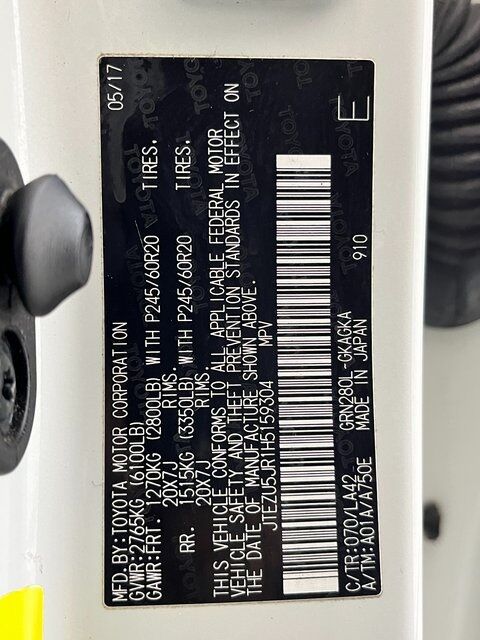 MFD.BY:TOYOTA MOTOR CORPORATION 05/17
GVWR:2765KG (6100LB)
GAWR:FRT. 1270KG (2800LB) WITH P245/60R20 TIRES.
20X7J RIMS.
RR. 1515KG (3350LB) WITH P245/60R20 TIRES.
20X7J RIMS.
THIS VEHICLE CONFORMS TO ALL APPLICABLE FEDERAL MOTOR
VEHICLE SAFETY AND THEFT PREVENTION STANDARDS IN EFFECT ON
THE DATE OF MANUFACTURE SHOWN ABOVE.
JTEZU5JR1H5159304 MPV
C/TR:070/LA42 GRN280L-GKAGKA
A/TM:A01A/A750E MADE IN JAPAN 910 E